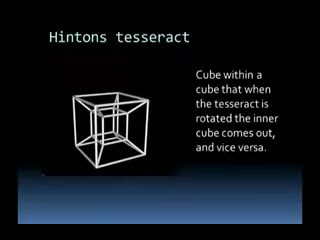 Hintons tesseract
Cube within a
cube that when
the tesseract is
rotated the inner
cube comes out,
and vice versa.